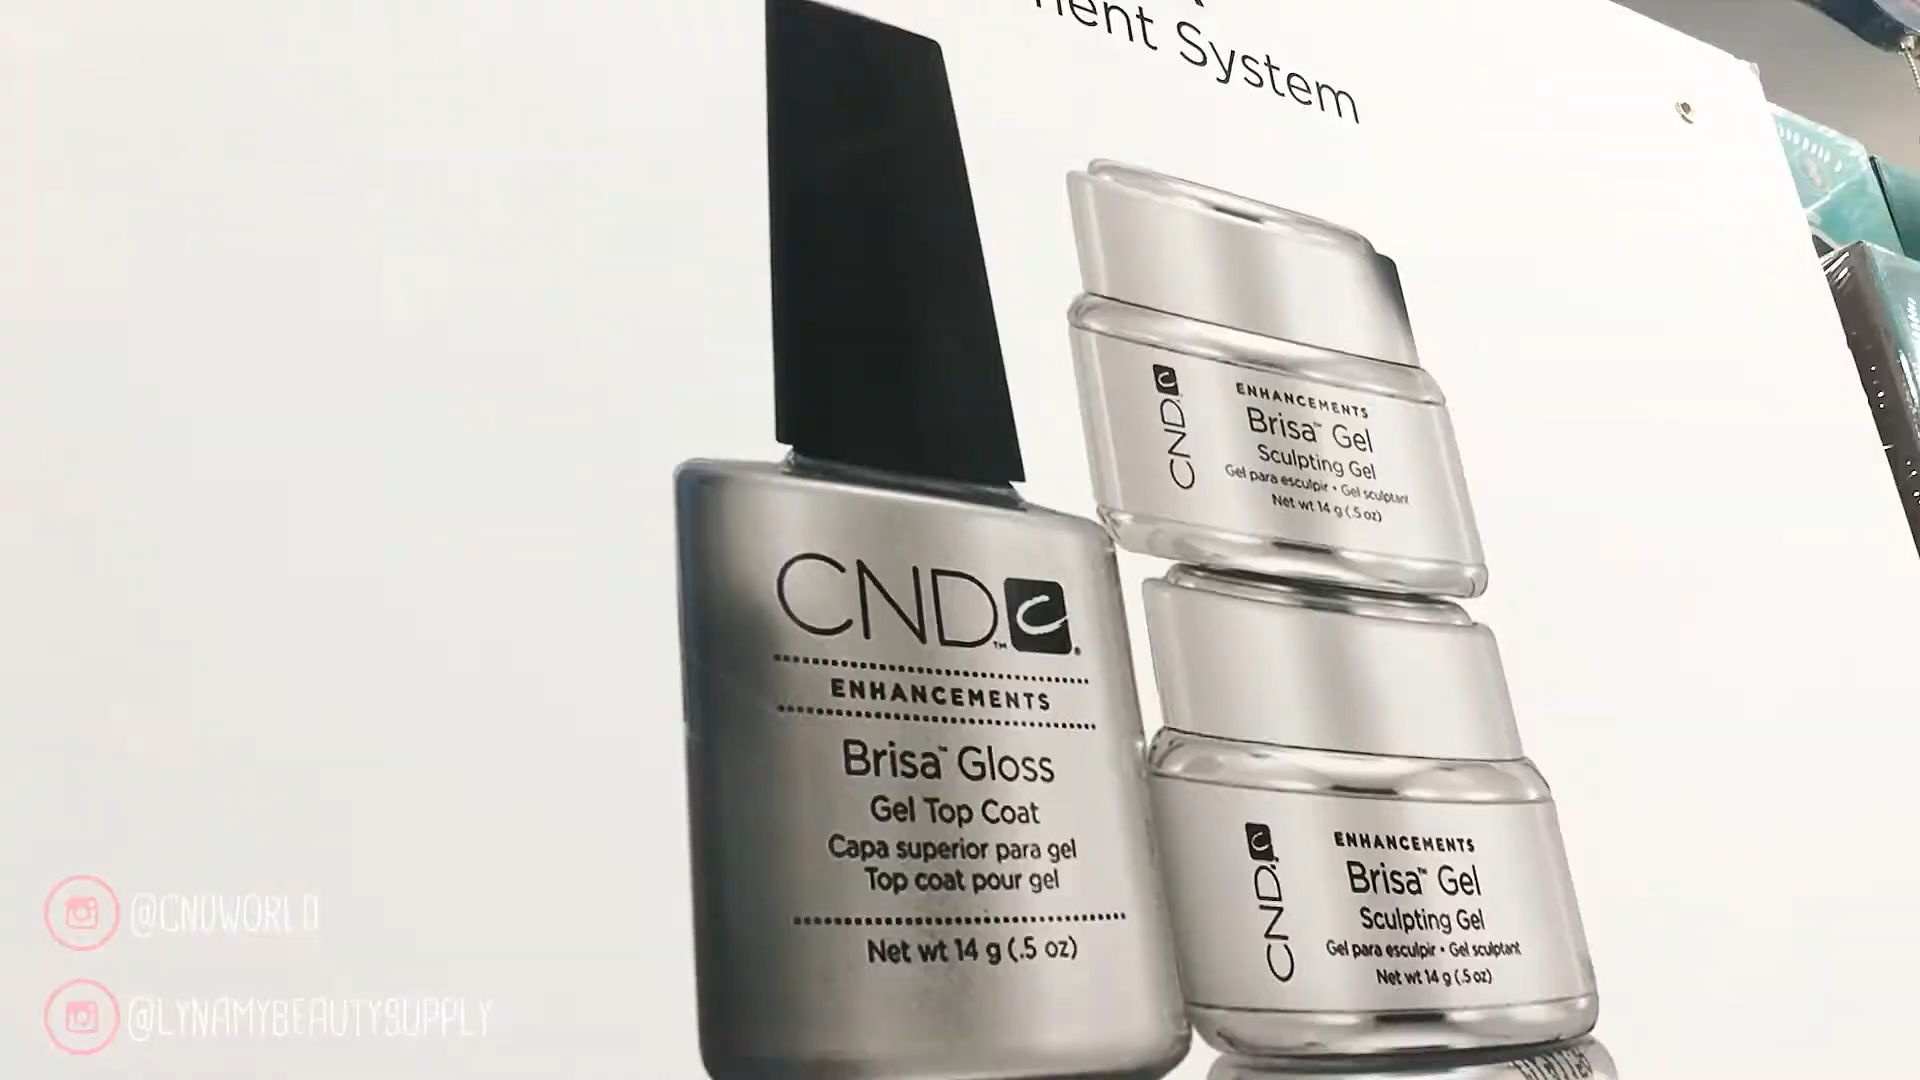 System
CND
ENHANCEMENTS
Brisa™ Gloss
Gel Top Coat
Capa superior para gel
Top coat pour gel
Net wt 14 g (.5 oz)
CND
ENHANCEMENTS
Brisa™ Gel
Sculpting Gel
Gel para esculpir • Gel sculptant
Net wt 14 g (.5 oz)
CND
ENHANCEMENTS
Brisa™ Gel
Sculpting Gel
Gel para esculpir • Gel sculptant
Net wt 14 g (.5 oz)
@CNDWORLD
@LYNAMYBEAUTYSUPPLY